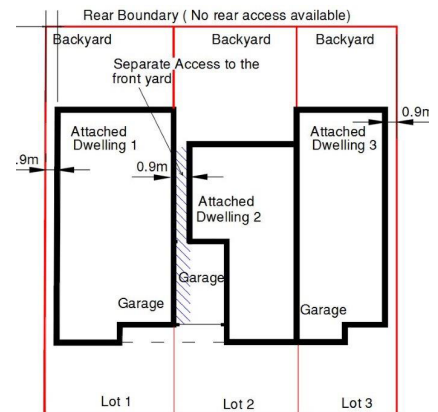 Rear Boundary ( No rear access available)
Backyard
Backyard
Backyard
Separate Access to the
front yard
Attached
Dwelling 1
Attached
Dwelling 3
0.9m
.9m
0.9m
Attached
Dwelling 2
Garage
Garage
Garage
Lot 1
Lot 2
Lot 3